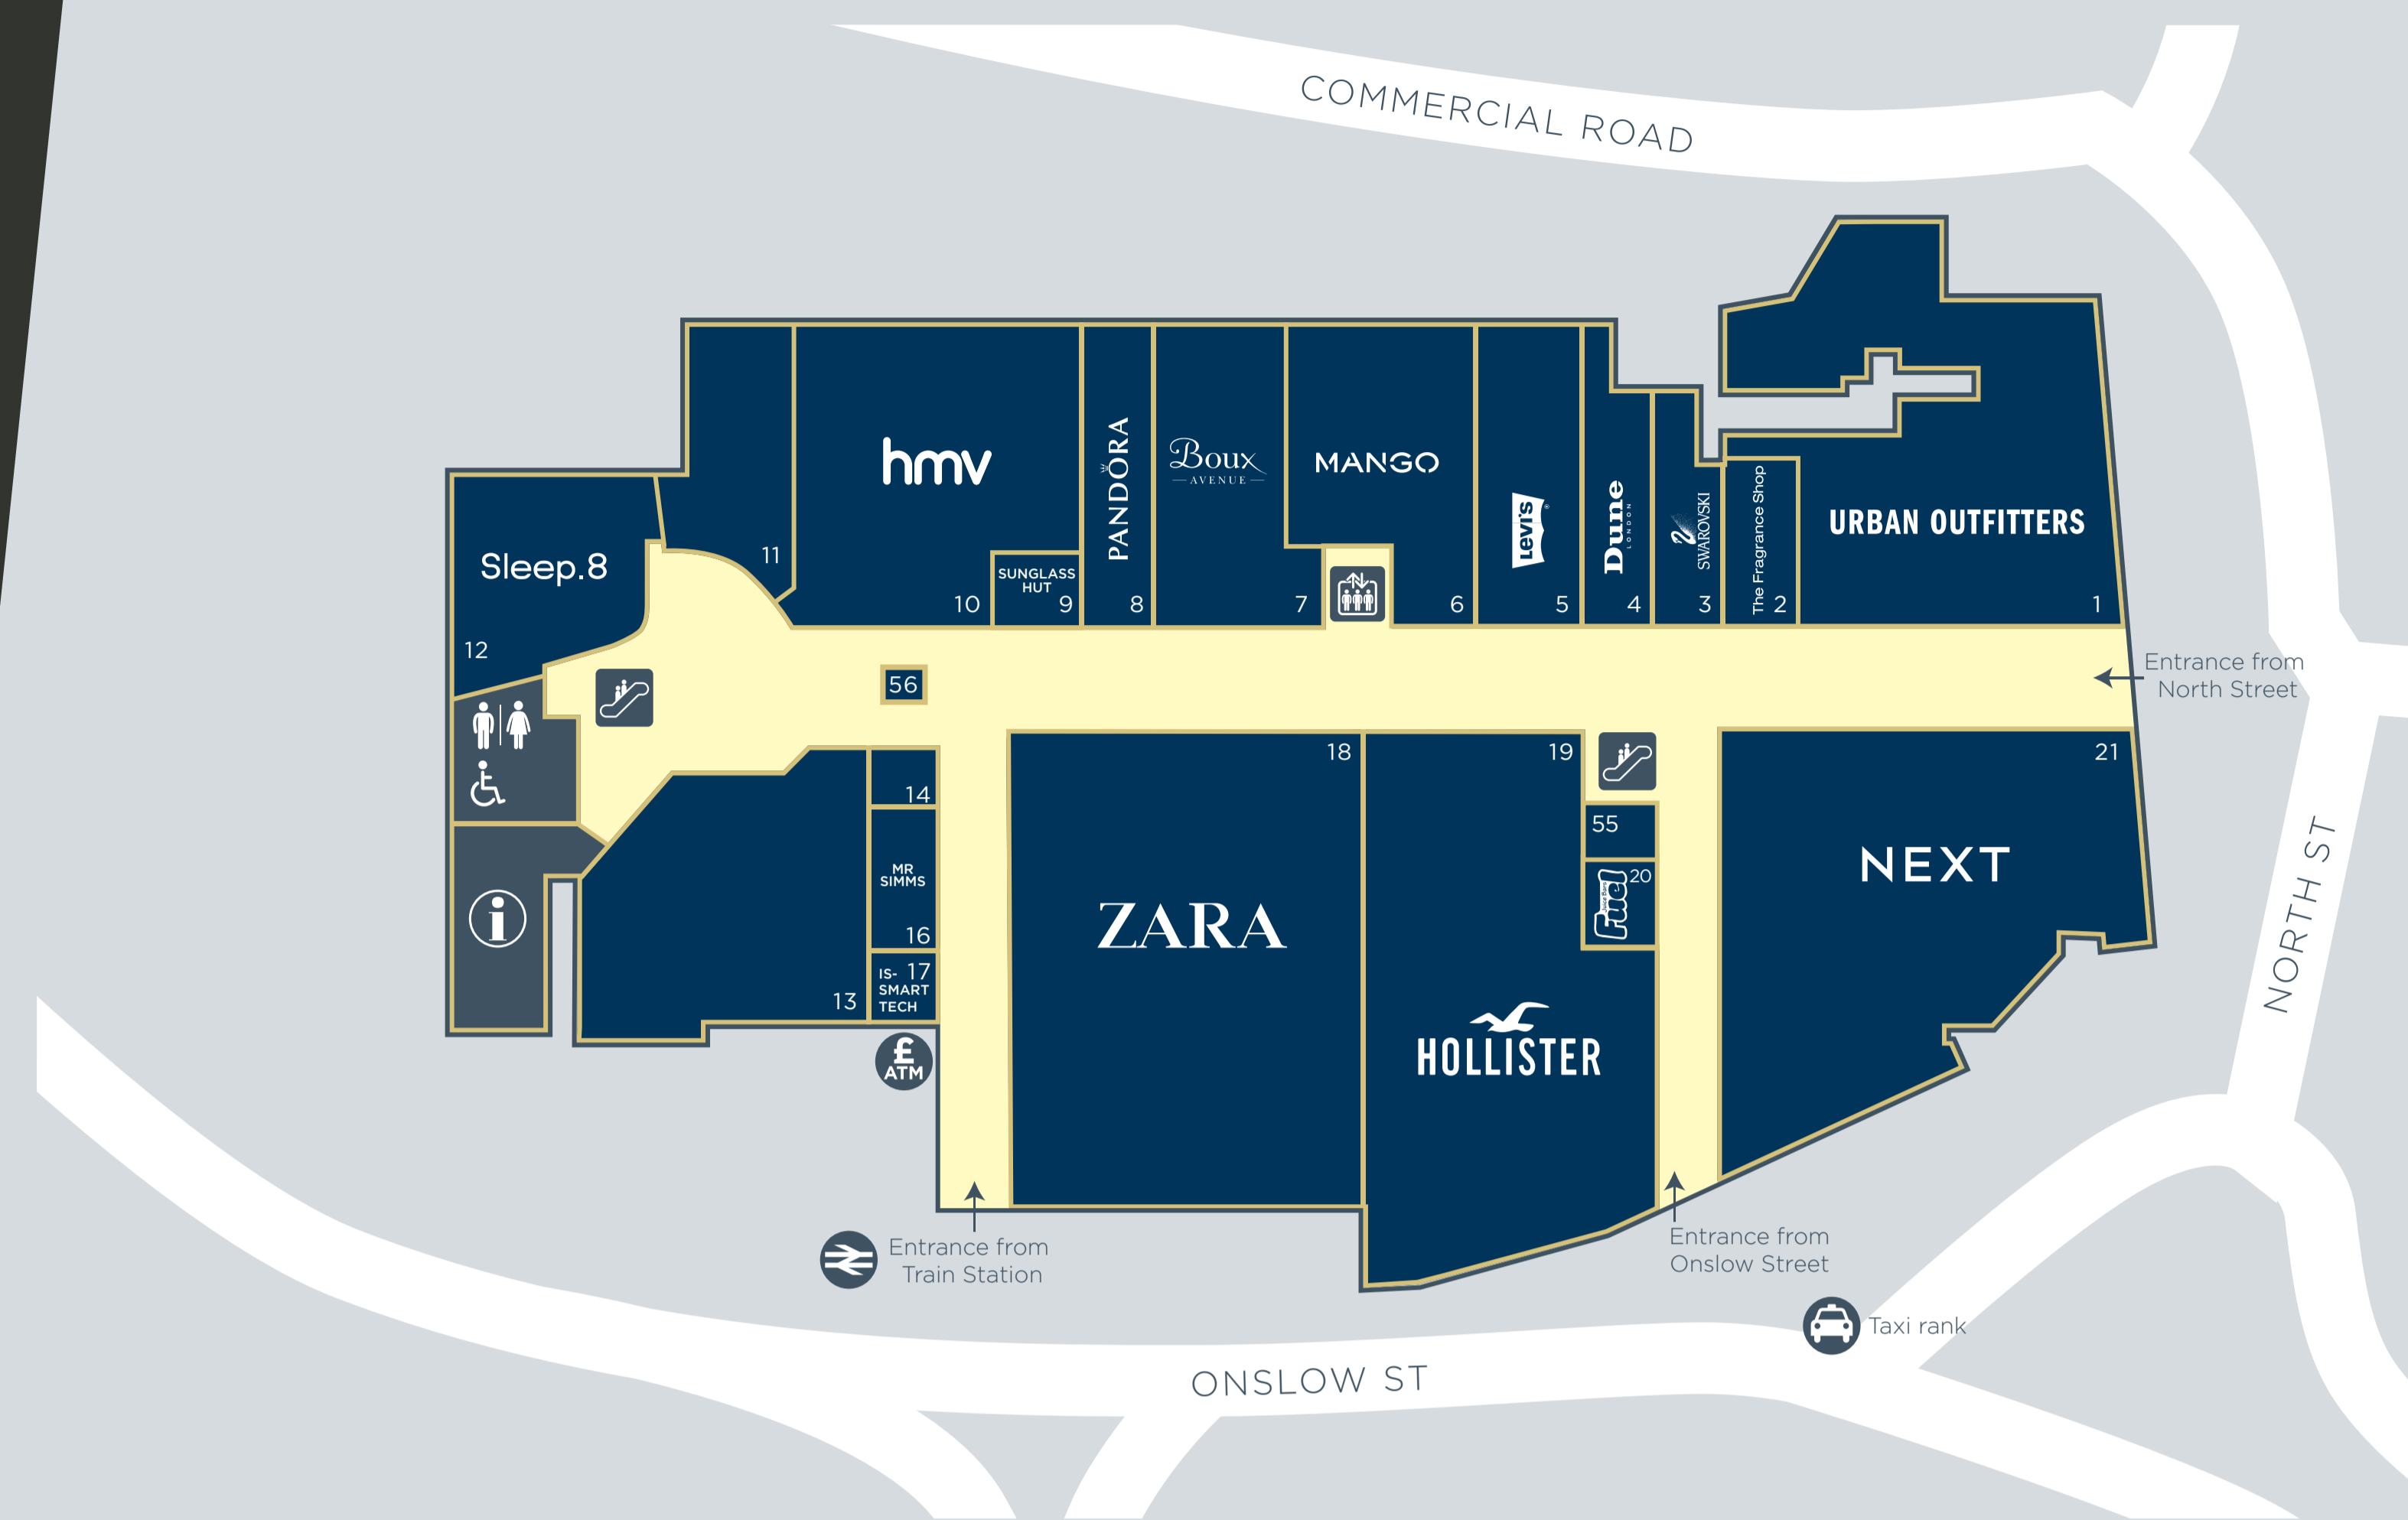 COMMERCIAL ROAD
hmv
PANDÖRA
Boux
AVENUE
MANGO
LEVI'S
®
Dune
LONDON
SWAROVSKI
The Fragrance Shop
URBAN OUTFITTERS
Sleep.8
11
SUNGLASS
HUT
10
9
8
7
6
5
4
3
2
1
12
56
Entrance from
North Street
14
MR
SIMMS
16
IS- 17
SMART
TECH
13
£
ATM
i
18
ZARA
19
HOLLISTER
55
20
Juice Bars
Fuel
21
NEXT
NORTH ST
Entrance from
Train Station
Entrance from
Onslow Street
Taxi rank
ONSLOW ST